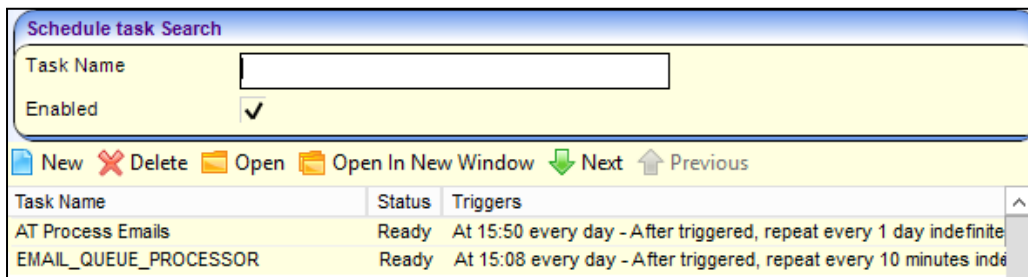 Schedule task Search
Task Name
Enabled
New Delete Open Open In New Window Next Previous
Task Name Status Triggers
AT Process Emails Ready At 15:50 every day - After triggered, repeat every 1 day indefinite
EMAIL_QUEUE_PROCESSOR Ready At 15:08 every day - After triggered, repeat every 10 minutes inde